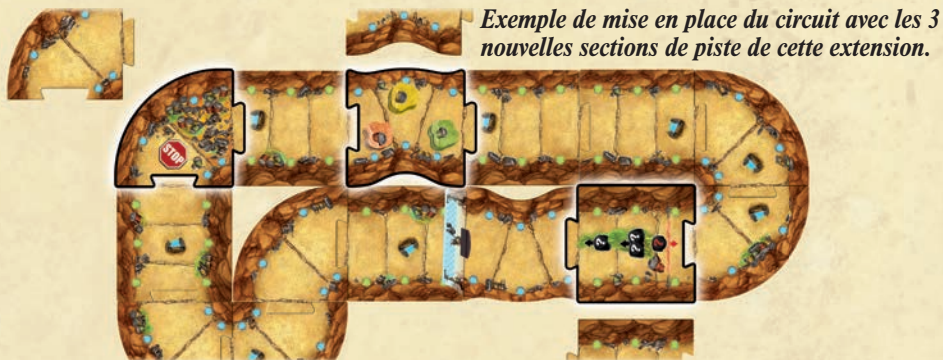 Exemple de mise en place du circuit avec les 3
nouvelles sections de piste de cette extension.
STOP
?
??
?